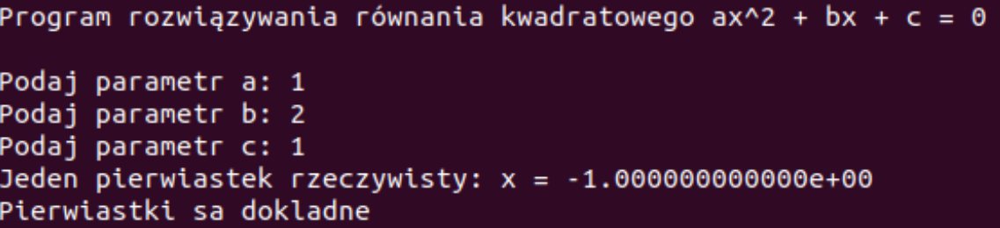 Program rozwiązywania równania kwadratowego ax^2 + bx + c = 0
Podaj parametr a: 1
Podaj parametr b: 2
Podaj parametr c: 1
Jeden pierwiastek rzeczywisty: x = -1.000000000000e+00
Pierwiastki sa dokladne